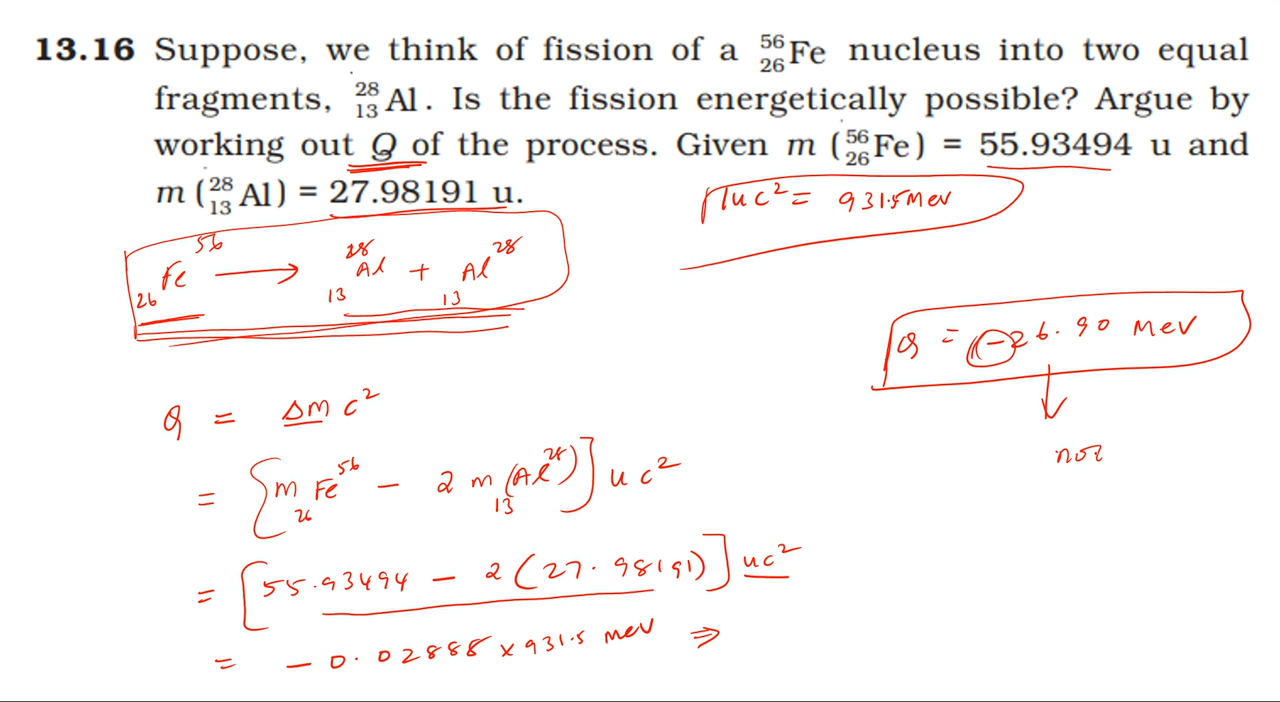 13.16 Suppose, we think of fission of a ⁵⁶₂₆Fe nucleus into two equal
fragments, ²⁸₁₃Al. Is the fission energetically possible? Argue by
working out Q of the process. Given m (⁵⁶₂₆Fe) = 55.93494 u and
m (²⁸₁₃Al) = 27.98191 u.
1uc² = 931.5 MeV
₂₆Fe⁵⁶ → ²⁸₁₃Al + ₁₃Al²⁸
Q = -26.90 MeV
not
Q = Δm c²
= [m ₂₆Fe⁵⁶ - 2 m(₁₃Al²⁸)] u c²
= [55.93494 - 2(27.98191)] uc²
= -0.02888 x 931.5 MeV ⇒